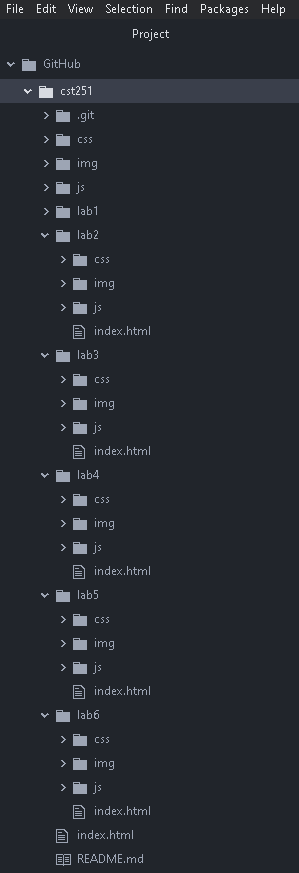 File Edit View Selection Find Packages Help
Project
GitHub
cst251
.git
css
img
js
lab1
lab2
css
img
js
index.html
lab3
css
img
js
index.html
lab4
css
img
js
index.html
lab5
css
img
js
index.html
lab6
css
img
js
index.html
index.html
README.md